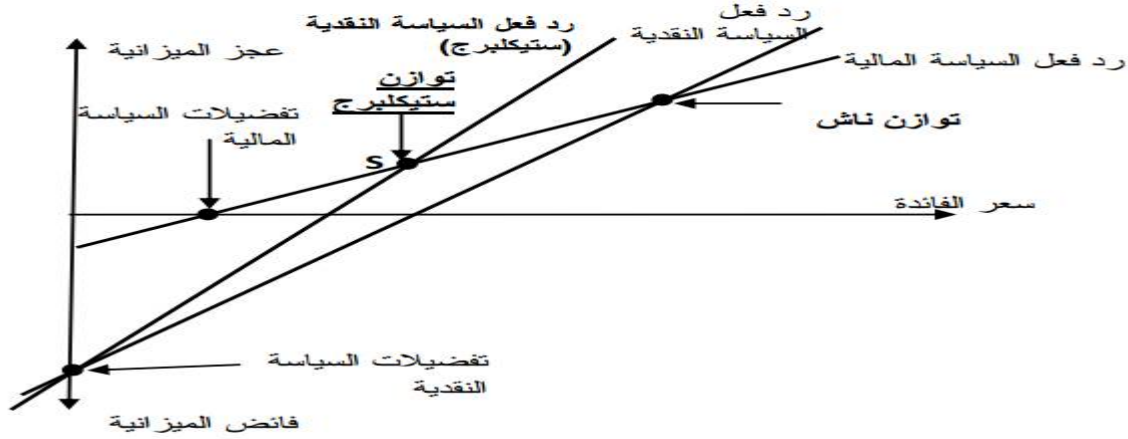 رد فعل
السياسة النقدية
رد فعل السياسة النقدية
(ستيكلبرج)
عجز الميزانية
رد فعل السياسة المالية
توازن
ستيكلبرج
تفضيلات السياسة
المالية
توازن ناش
S
سعر الفائدة
تفضيلات السياسة
النقدية
فائض الميزانية